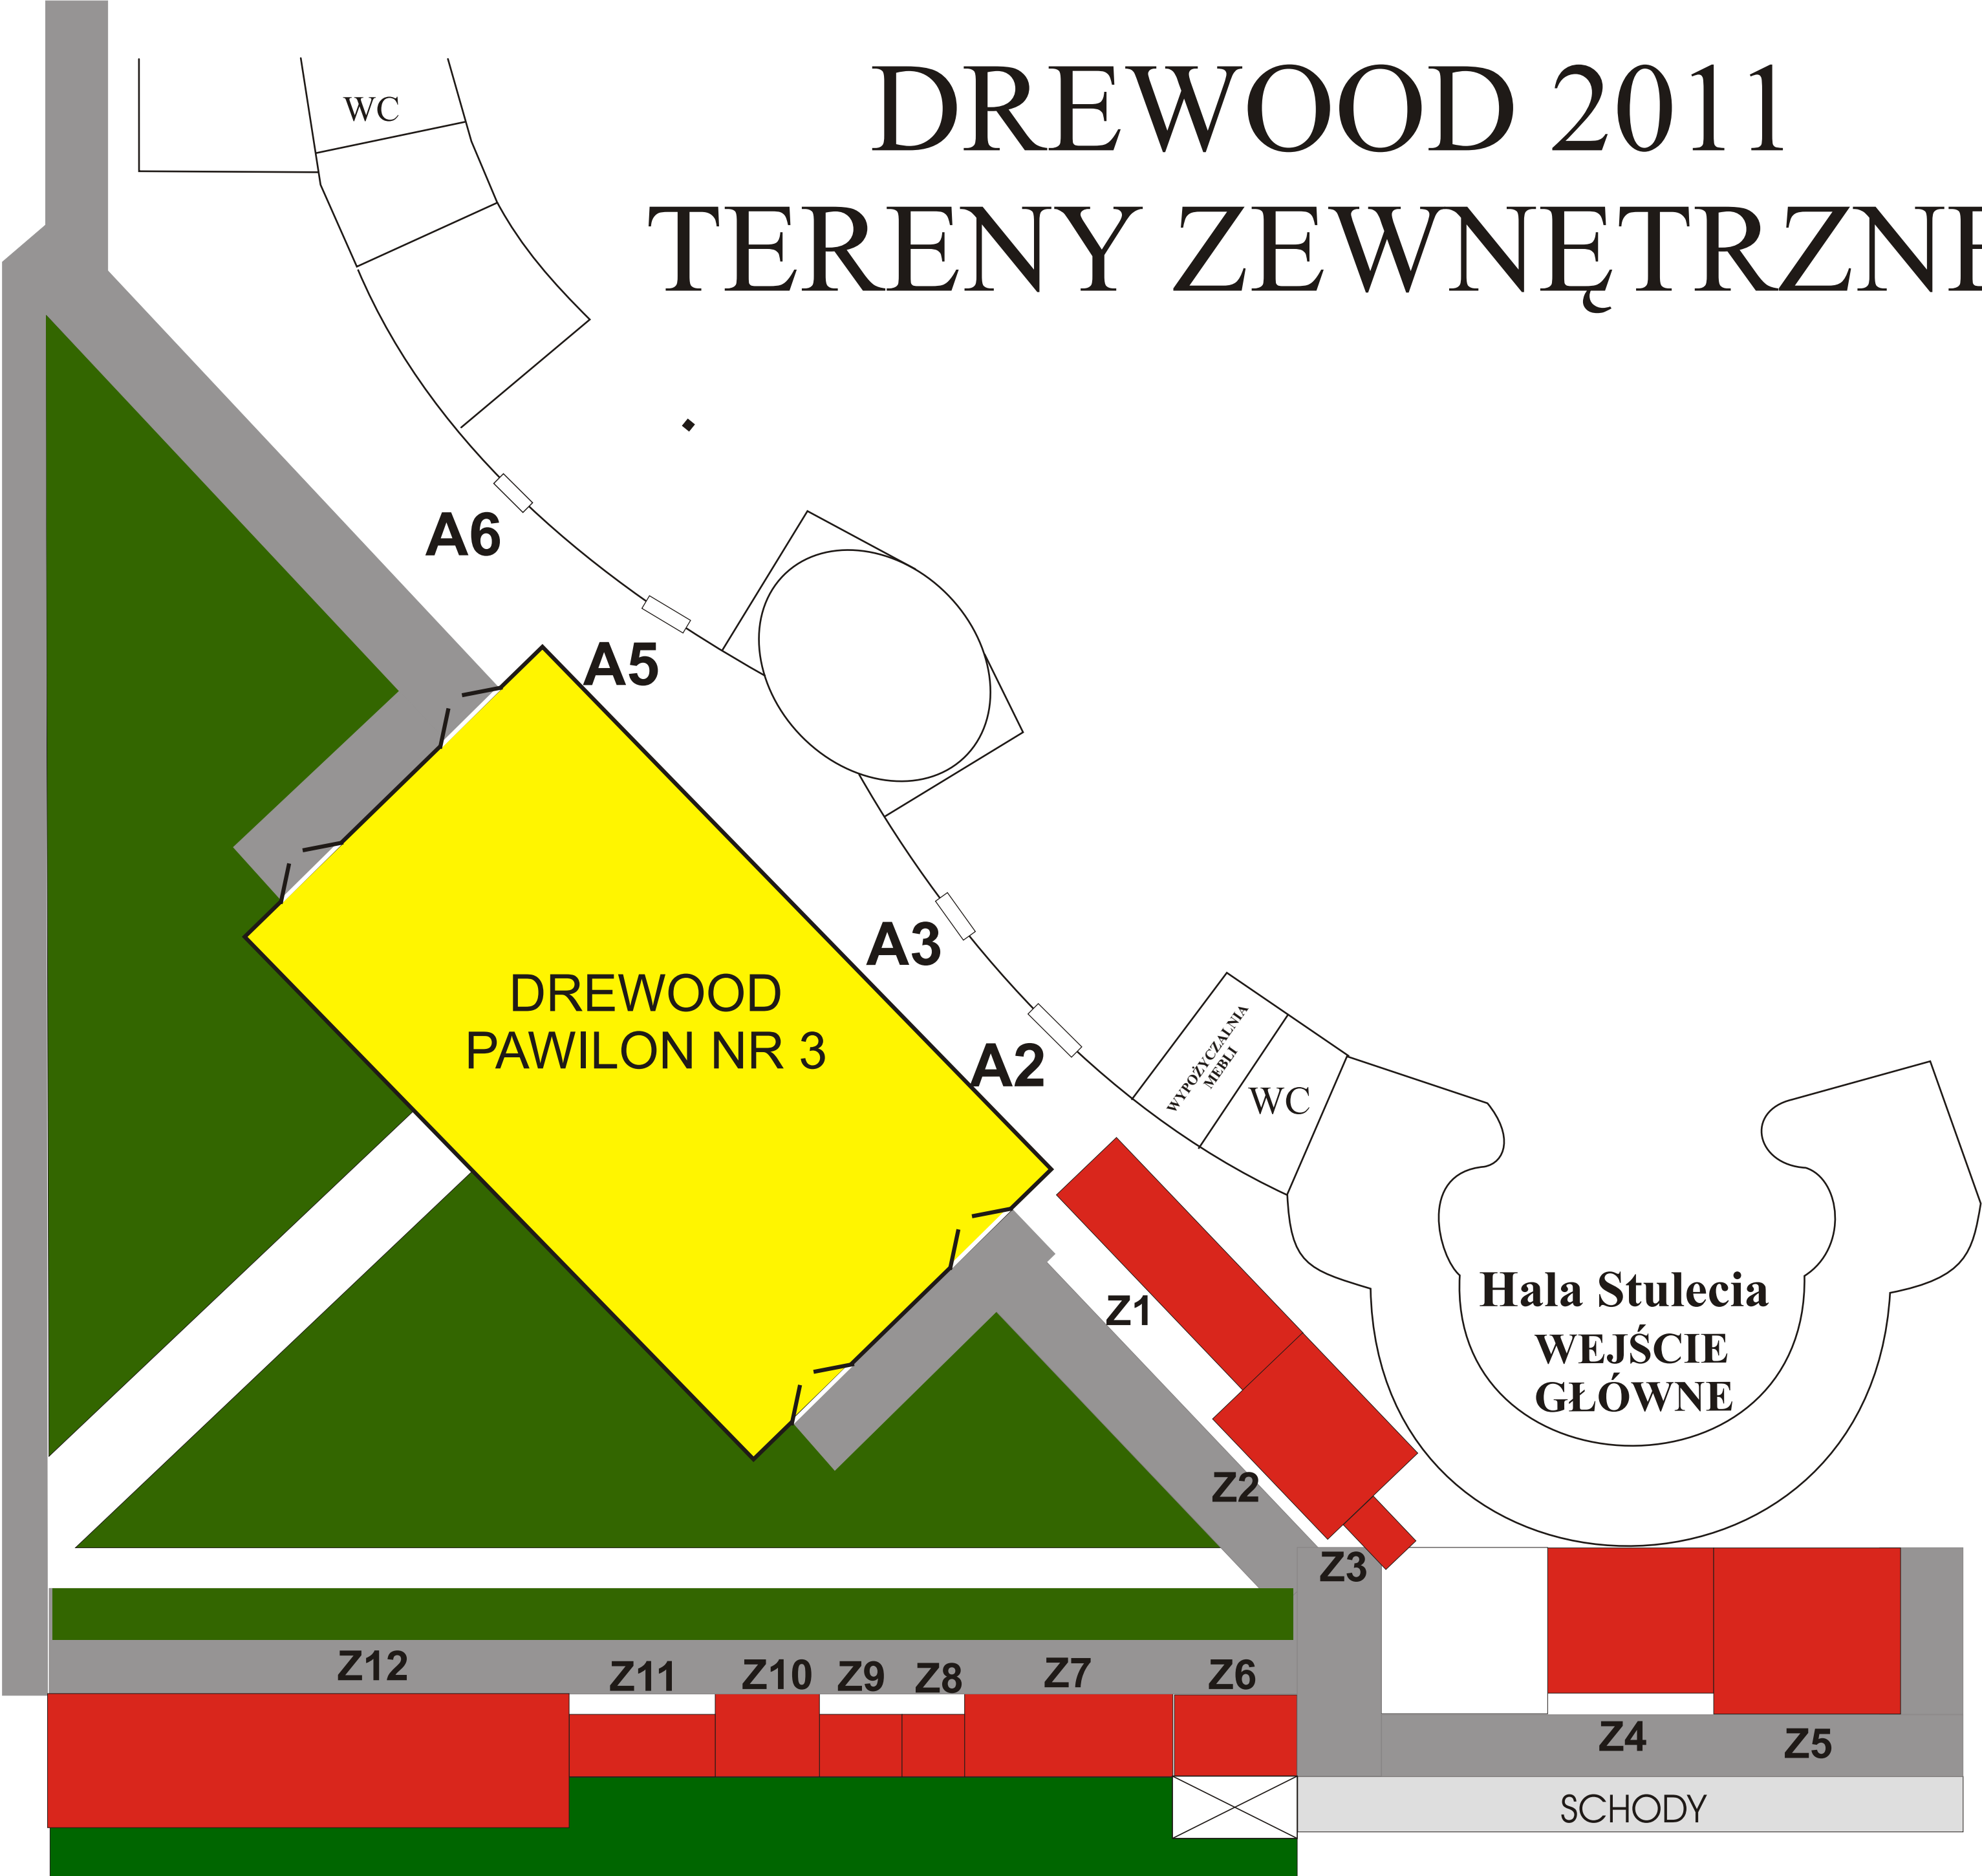 DREWOOD 2011
TERENY ZEWNĘTRZNE
WC
A6
A5
A3
A2
DREWOOD
PAWILON NR 3
WYPOŻYCZALNIA
MEBLI
WC
Hala Stulecia
WEJŚCIE
GŁÓWNE
Z1
Z2
Z3
Z12
Z11
Z10
Z9
Z8
Z7
Z6
Z4
Z5
SCHODY